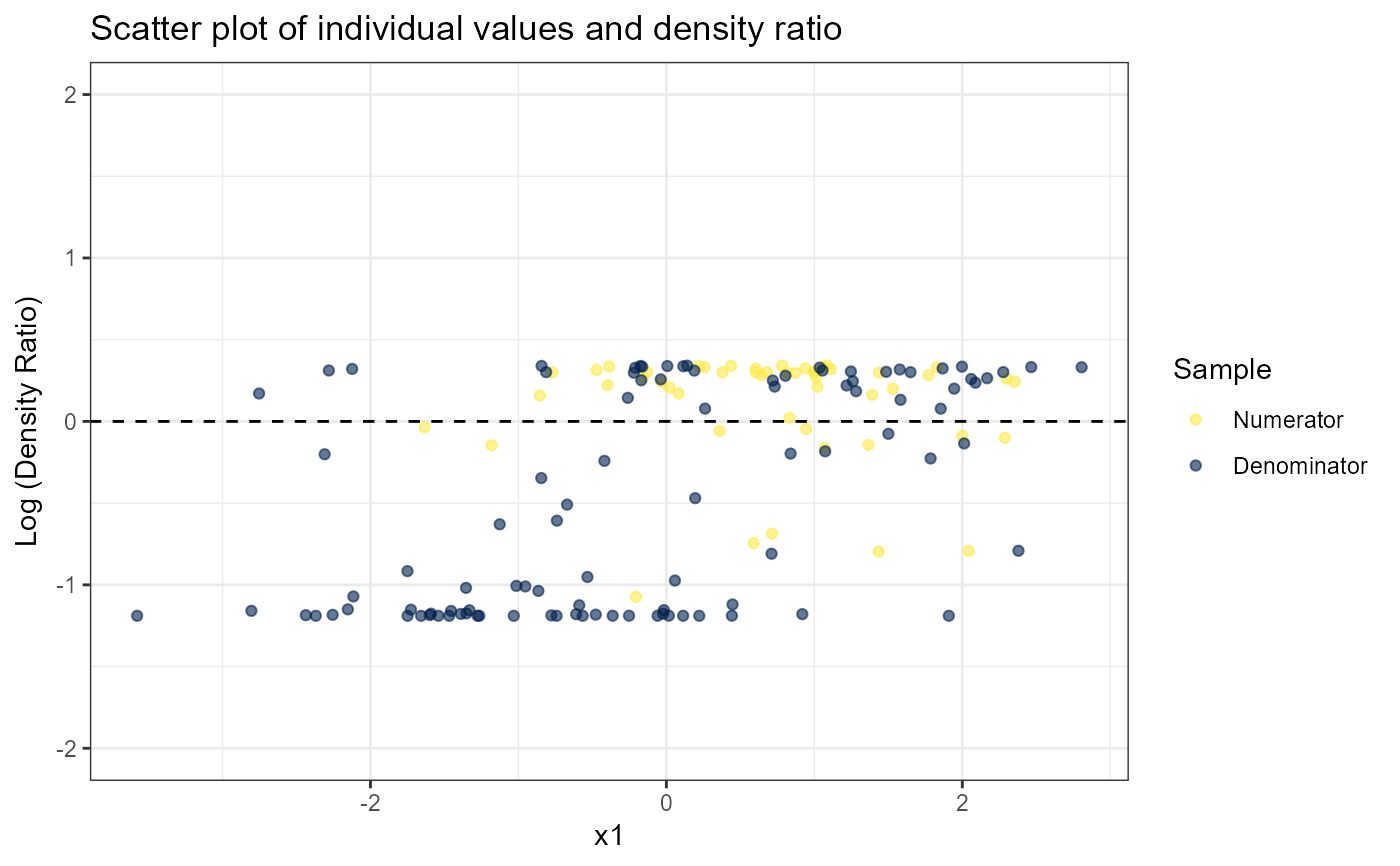 Scatter plot of individual values and density ratio
2
1
0
-1
-2
Log (Density Ratio)
-2
0
2
x1
Sample
Numerator
Denominator